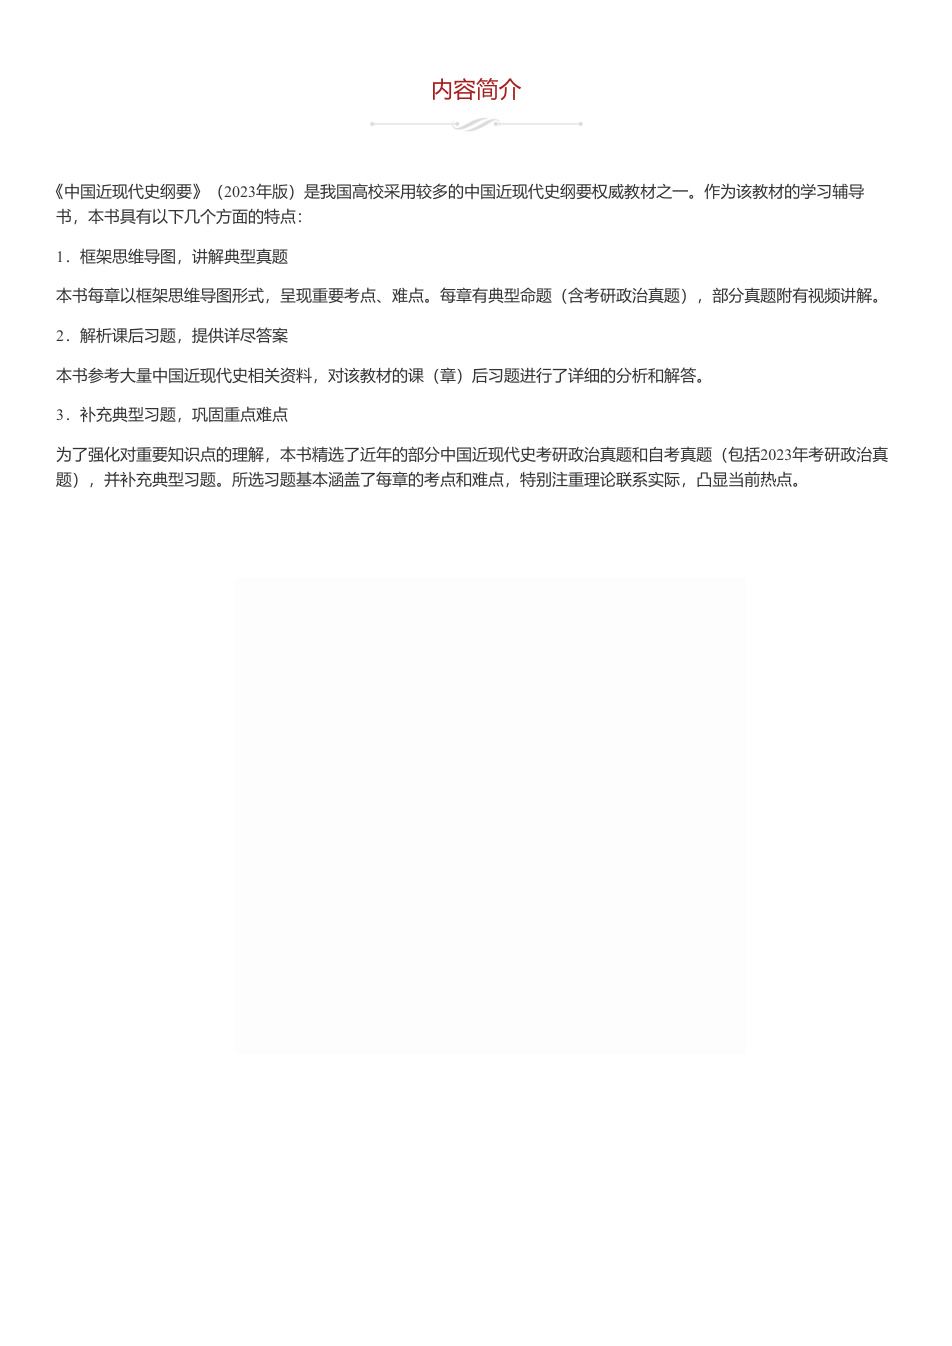 内容简介
《中国近现代史纲要》（2023年版）是我国高校采用较多的中国近现代史纲要权威教材之一。作为该教材的学习辅导
书，本书具有以下几个方面的特点：
1．框架思维导图，讲解典型真题
本书每章以框架思维导图形式，呈现重要考点、难点。每章有典型命题（含考研政治真题），部分真题附有视频讲解。
2．解析课后习题，提供详尽答案
本书参考大量中国近现代史相关资料，对该教材的课（章）后习题进行了详细的分析和解答。
3．补充典型习题，巩固重点难点
为了强化对重要知识点的理解，本书精选了近年的部分中国近现代史考研政治真题和自考真题（包括2023年考研政治真
题），并补充典型习题。所选习题基本涵盖了每章的考点和难点，特别注重理论联系实际，凸显当前热点。